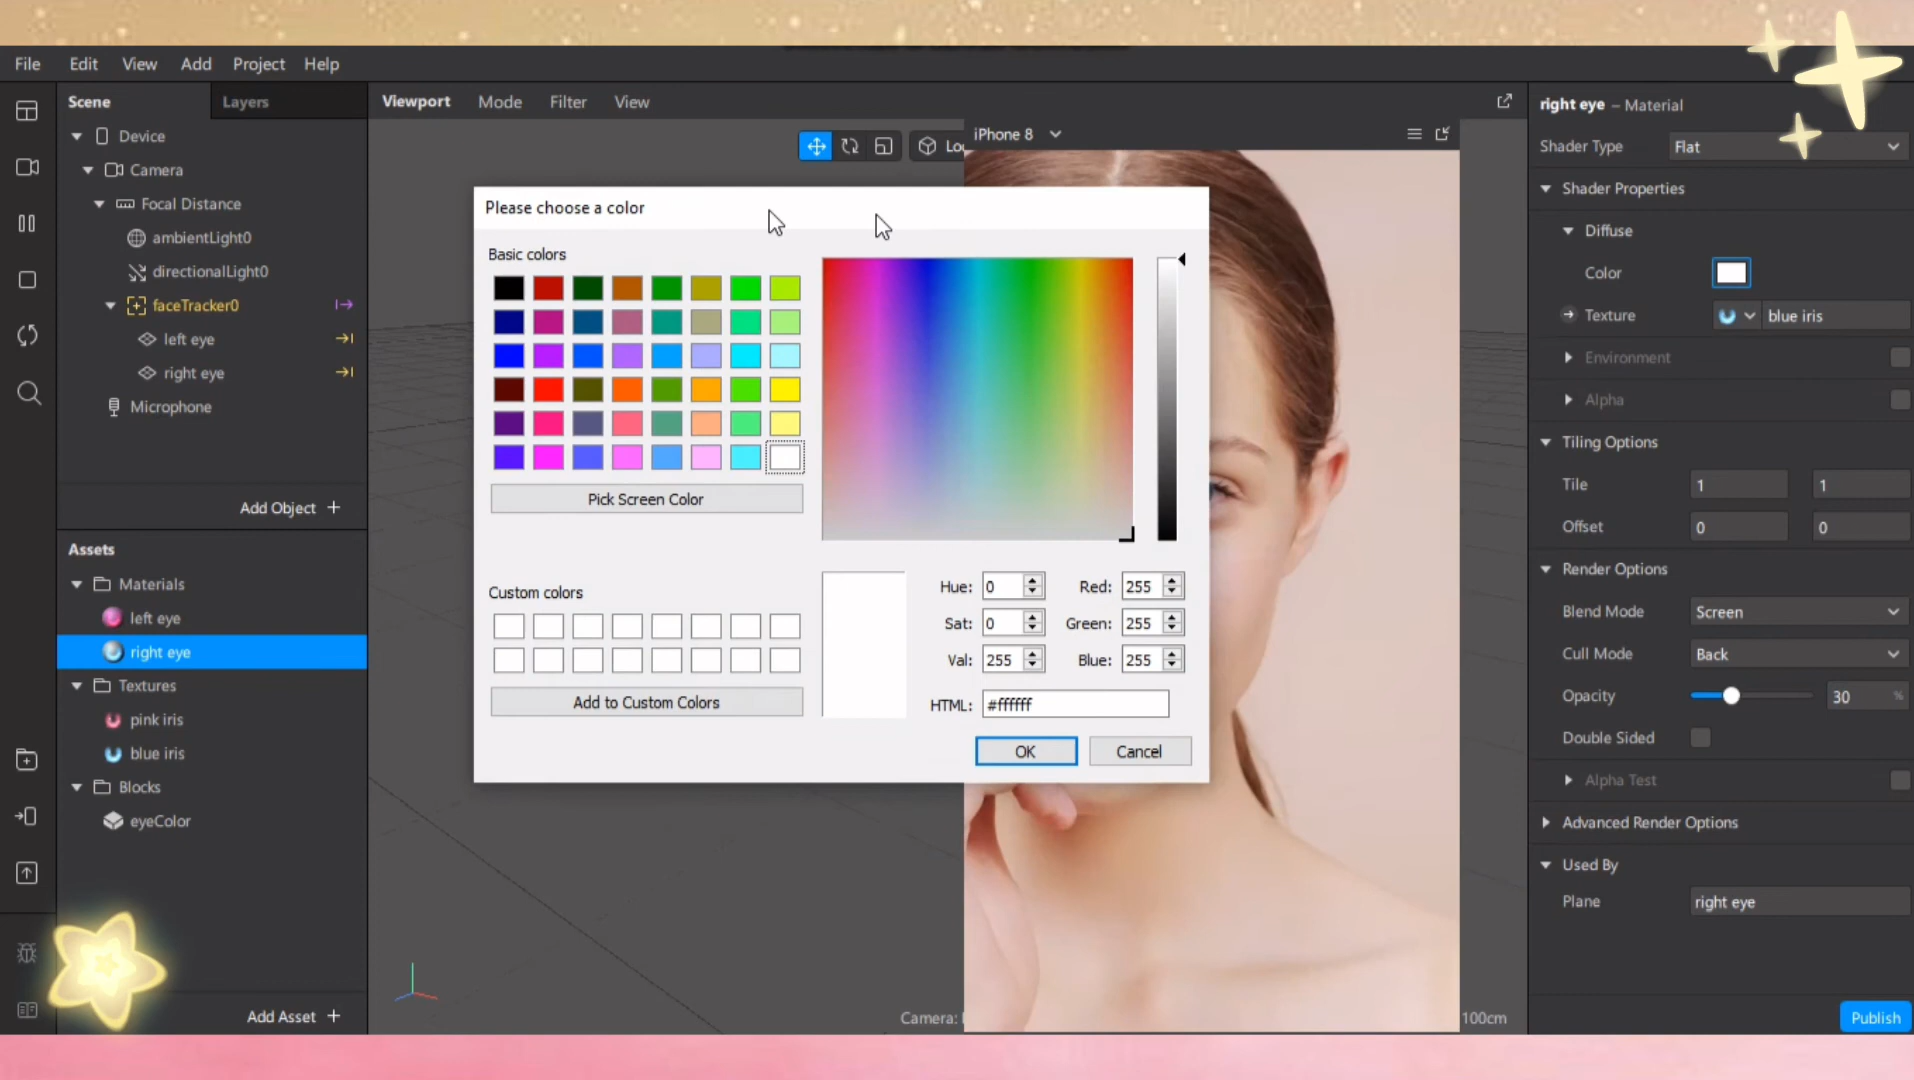 File Edit View Add Project Help
Scene Layers
Device
Camera
Focal Distance
ambientLight0
directionalLight0
faceTracker0
left eye
right eye
Microphone
Add Object +
Assets
Materials
left eye
right eye
Textures
pink iris
blue iris
Blocks
eyeColor
Add Asset +
Viewport Mode Filter View
iPhone 8
Please choose a color
Basic colors
Pick Screen Color
Custom colors
Add to Custom Colors
Hue: 0 Red: 255
Sat: 0 Green: 255
Val: 255 Blue: 255
HTML: #ffffff
OK Cancel
Camera:
100cm
right eye – Material
Shader Type Flat
Shader Properties
Diffuse
Color
Texture blue iris
Environment
Alpha
Tiling Options
Tile 1 1
Offset 0 0
Render Options
Blend Mode Screen
Cull Mode Back
Opacity 30 %
Double Sided
Alpha Test
Advanced Render Options
Used By
Plane right eye
Publish